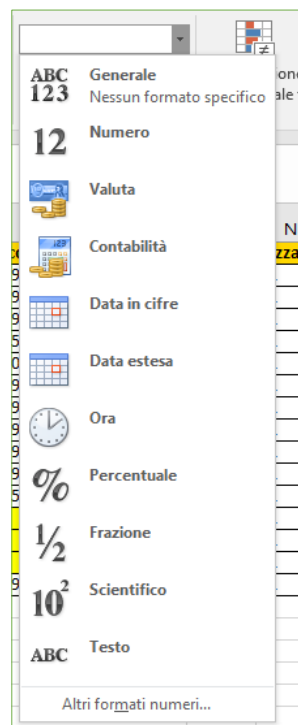 ABC
123
Generale
Nessun formato specifico
12
Numero
Valuta
123
Contabilità
Data in cifre
Data estesa
Ora
%
Percentuale
1/2
Frazione
10²
Scientifico
ABC
Testo
Altri formati numeri...